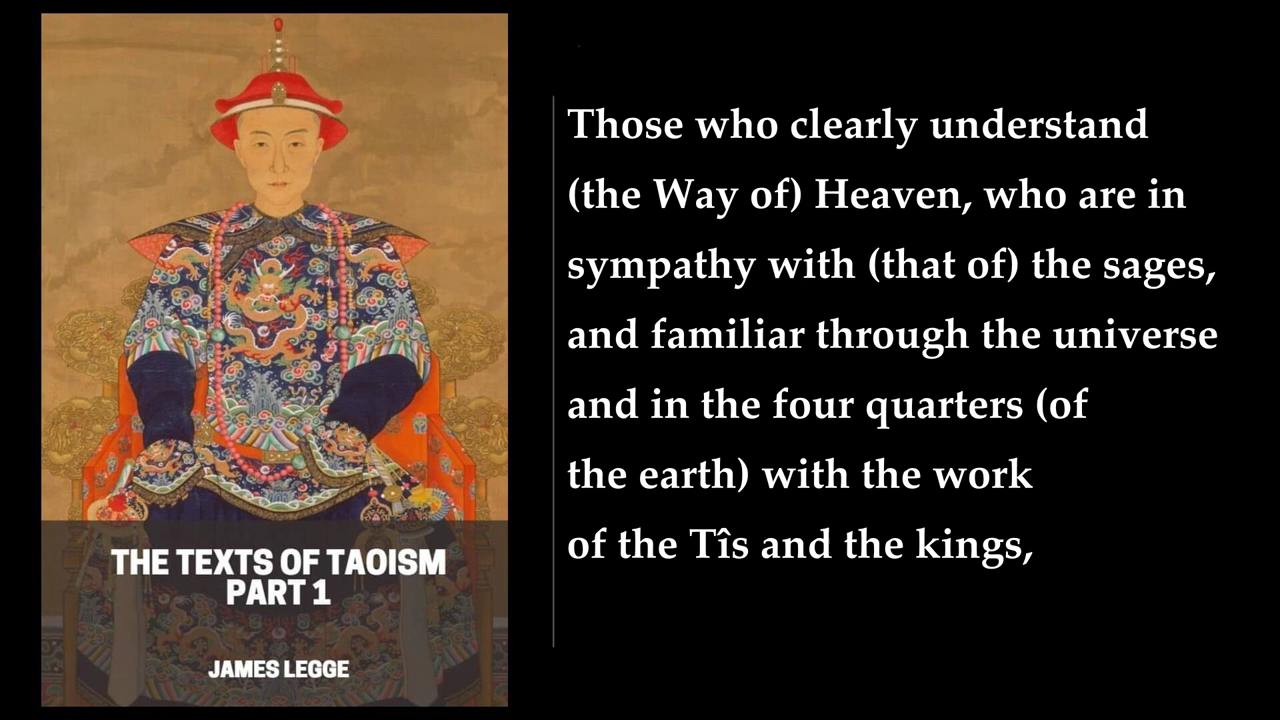 THE TEXTS OF TAOISM
PART 1
JAMES LEGGE
Those who clearly understand
(the Way of) Heaven, who are in
sympathy with (that of) the sages,
and familiar through the universe
and in the four quarters (of
the earth) with the work
of the Tîs and the kings,